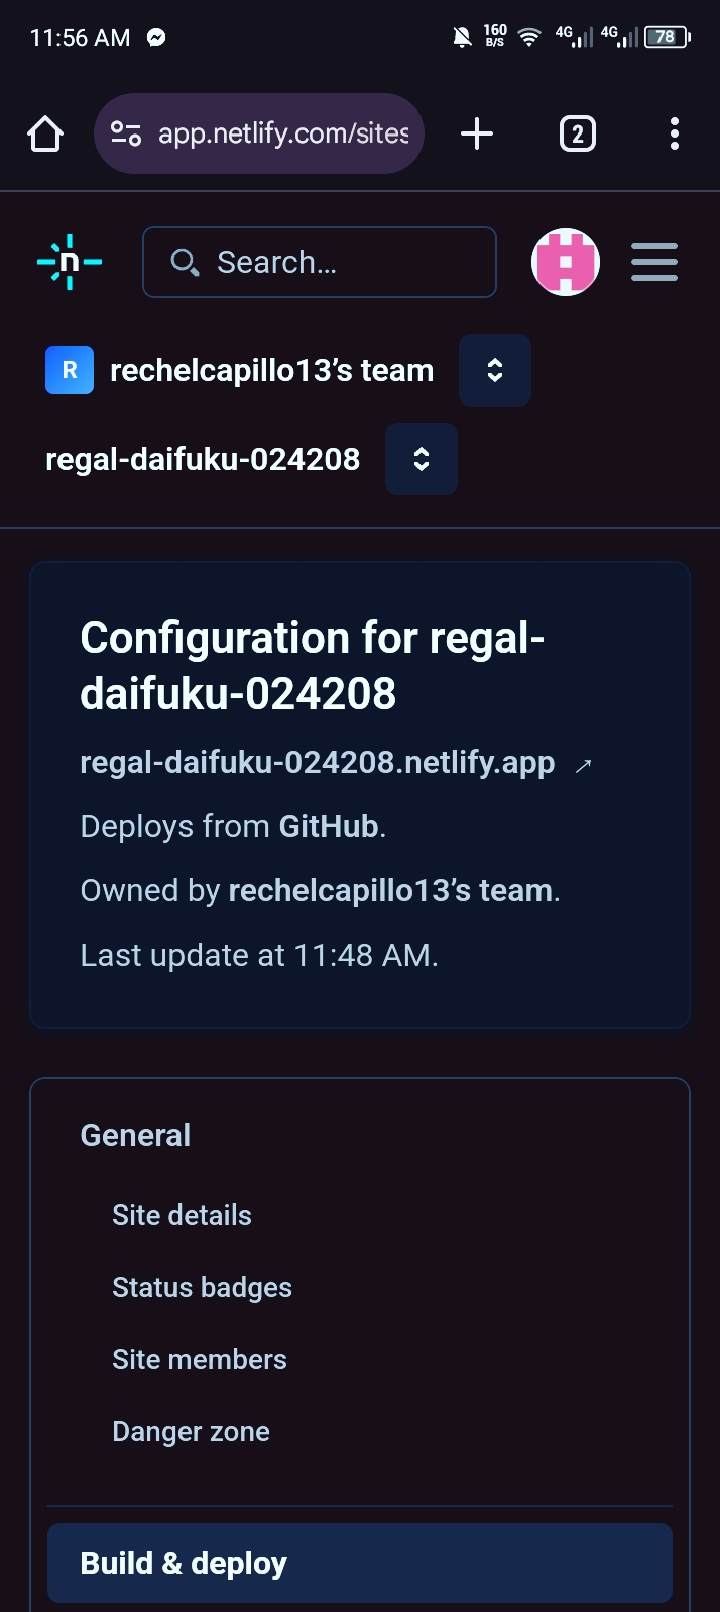 11:56 AM
160 B/S 4G 4G 78
app.netlify.com/sites
2
n
Search...
R rechelcapillo13’s team
regal-daifuku-024208
Configuration for regal-
daifuku-024208
regal-daifuku-024208.netlify.app ↗
Deploys from GitHub.
Owned by rechelcapillo13’s team.
Last update at 11:48 AM.
General
Site details
Status badges
Site members
Danger zone
Build & deploy